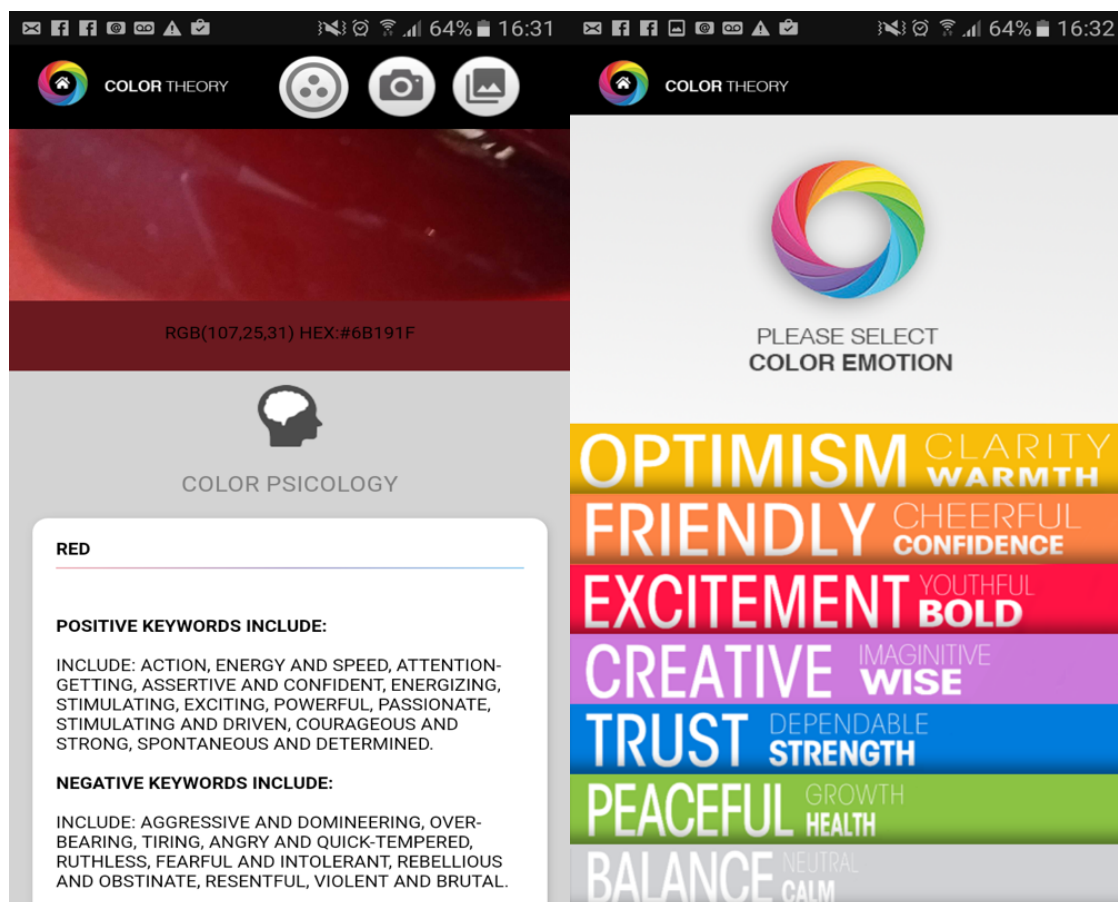 64% 16:31
COLOR THEORY
RGB(107,25,31) HEX:#6B191F
COLOR PSICOLOGY
RED
POSITIVE KEYWORDS INCLUDE:
INCLUDE: ACTION, ENERGY AND SPEED, ATTENTION-
GETTING, ASSERTIVE AND CONFIDENT, ENERGIZING,
STIMULATING, EXCITING, POWERFUL, PASSIONATE,
STIMULATING AND DRIVEN, COURAGEOUS AND
STRONG, SPONTANEOUS AND DETERMINED.
NEGATIVE KEYWORDS INCLUDE:
INCLUDE: AGGRESSIVE AND DOMINEERING, OVER-
BEARING, TIRING, ANGRY AND QUICK-TEMPERED,
RUTHLESS, FEARFUL AND INTOLERANT, REBELLIOUS
AND OBSTINATE, RESENTFUL, VIOLENT AND BRUTAL.
64% 16:32
COLOR THEORY
PLEASE SELECT
COLOR EMOTION
OPTIMISM CLARITY
WARMTH
FRIENDLY CHEERFUL
CONFIDENCE
EXCITEMENT YOUTHFUL
BOLD
CREATIVE IMAGINITIVE
WISE
TRUST DEPENDABLE
STRENGTH
PEACEFUL GROWTH
HEALTH
BALANCE NEUTRAL
CALM